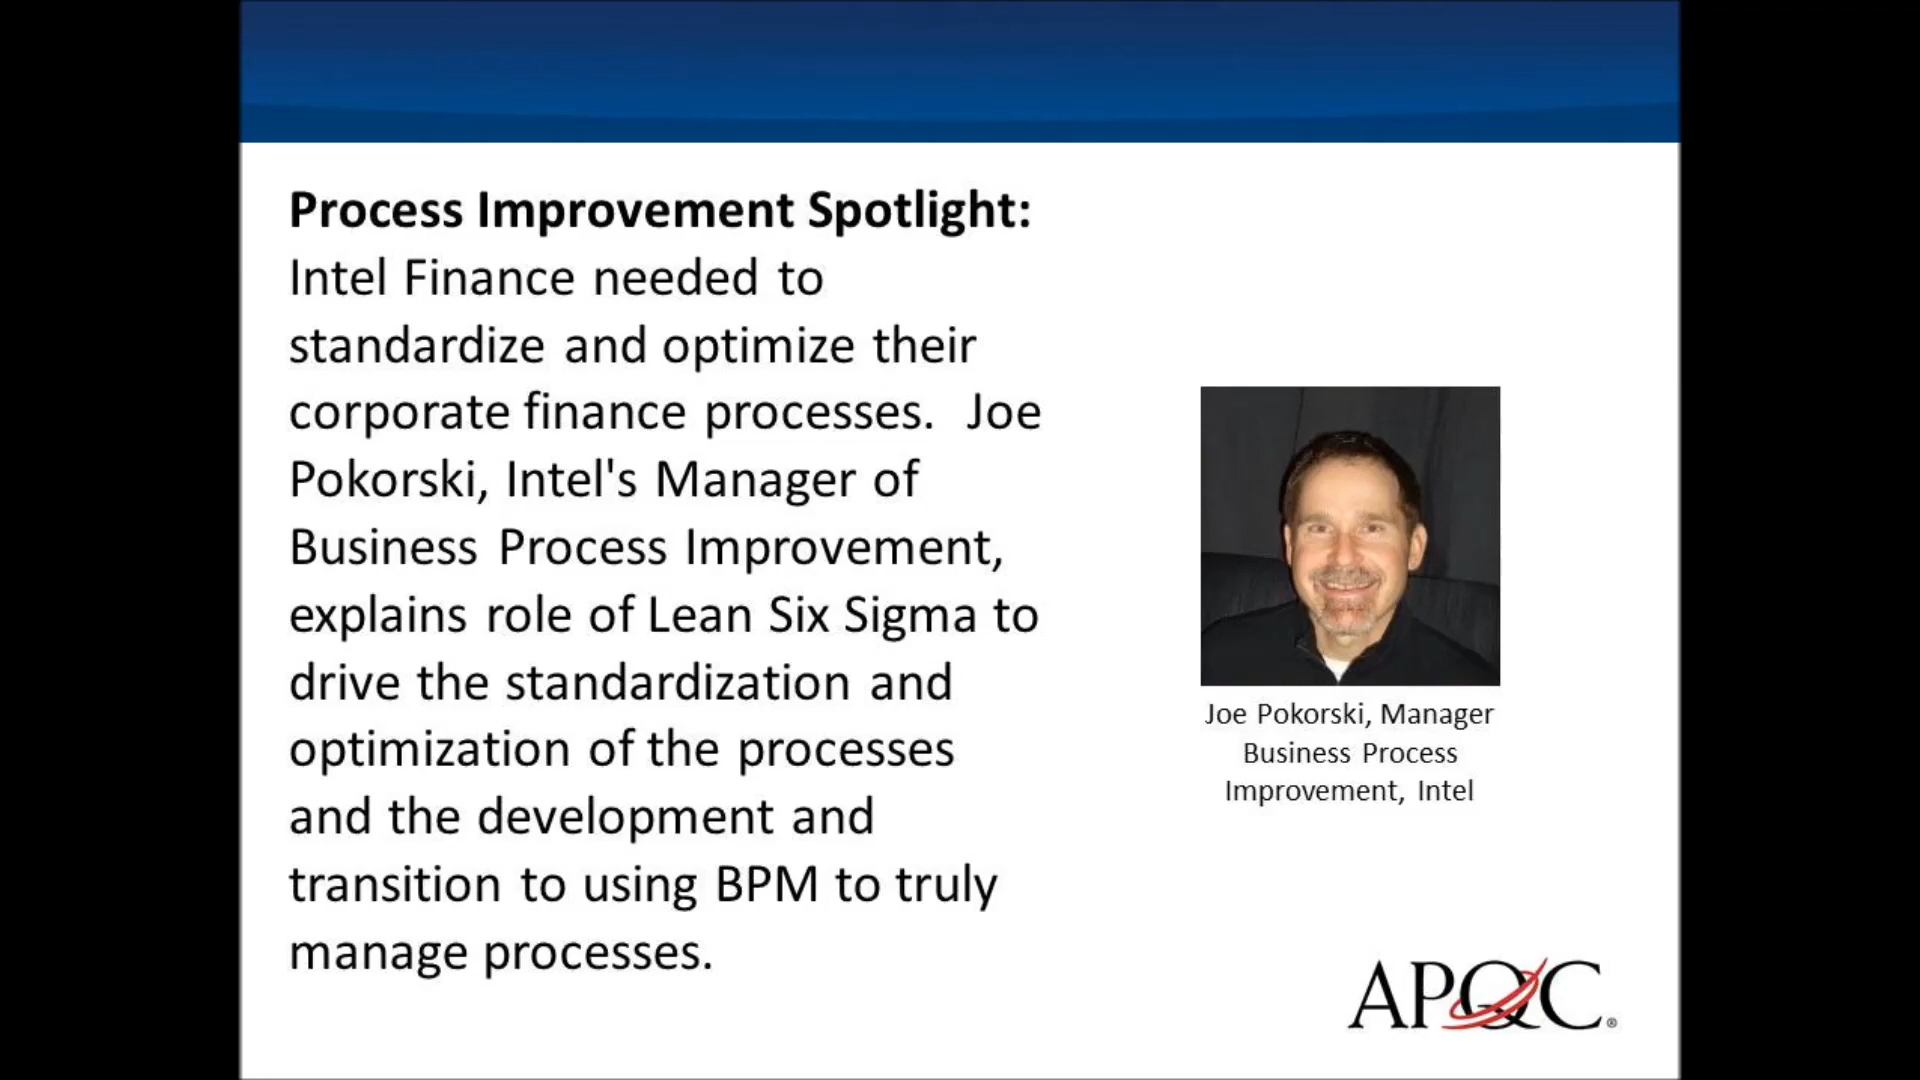 Process Improvement Spotlight:
Intel Finance needed to
standardize and optimize their
corporate finance processes.  Joe
Pokorski, Intel's Manager of
Business Process Improvement,
explains role of Lean Six Sigma to
drive the standardization and
optimization of the processes
and the development and
transition to using BPM to truly
manage processes.
Joe Pokorski, Manager
Business Process
Improvement, Intel
APQC®